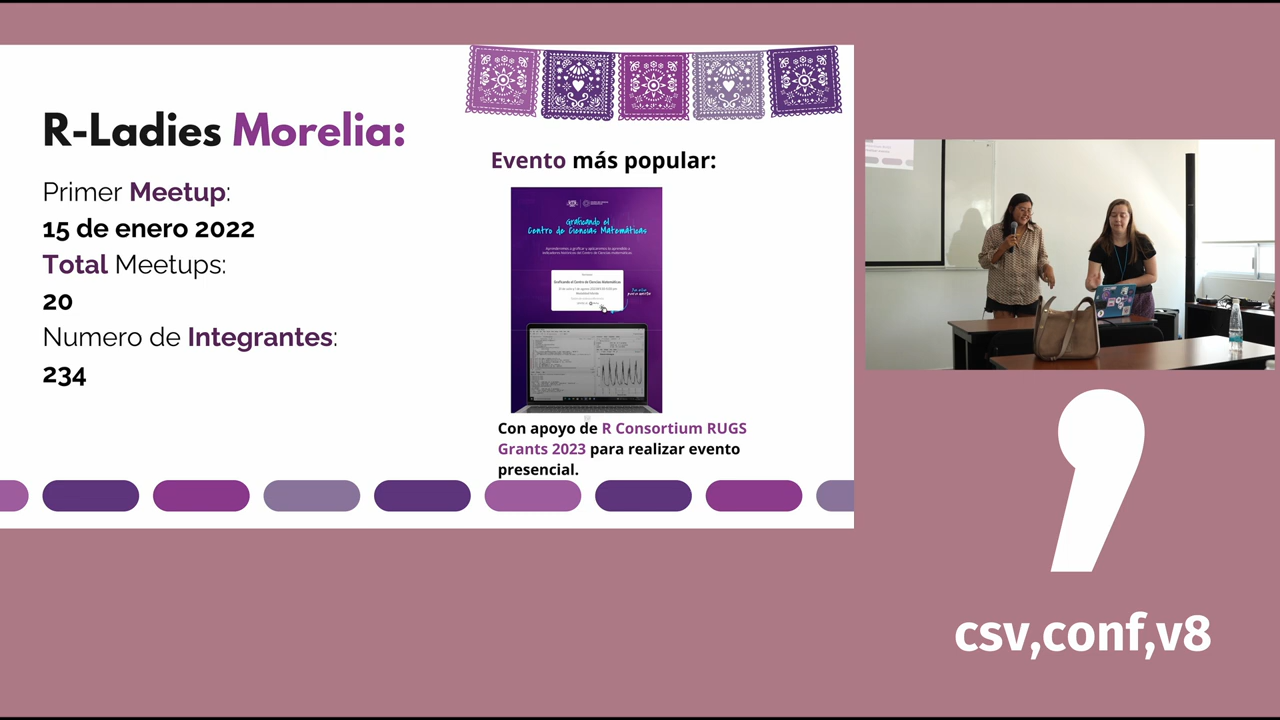 R-Ladies Morelia:
Primer Meetup:
15 de enero 2022
Total Meetups:
20
Numero de Integrantes:
234
Evento más popular:
Graficando el
Centro de Ciencias Matemáticas
Con apoyo de R Consortium RUGS
Grants 2023 para realizar evento
presencial.
csv,conf,v8